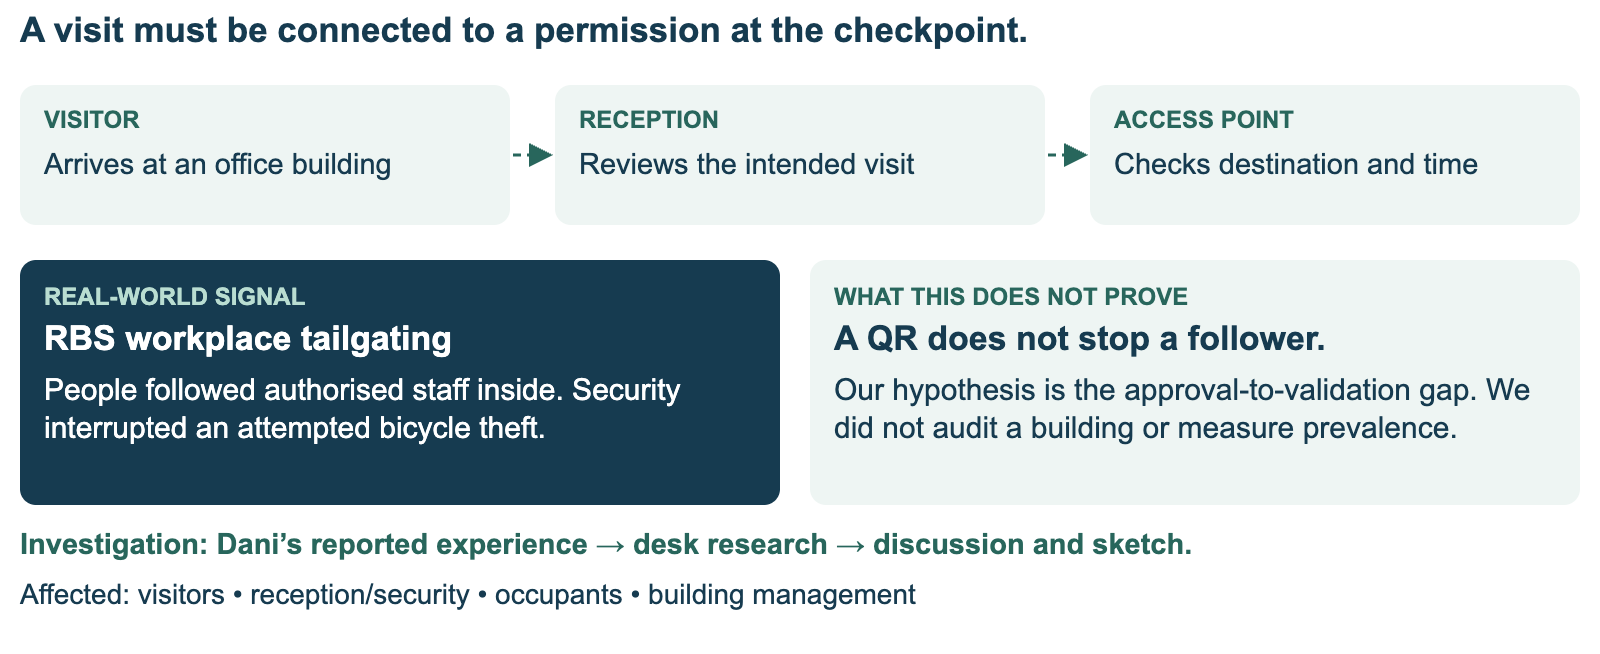 A visit must be connected to a permission at the checkpoint.
VISITOR
Arrives at an office building
RECEPTION
Reviews the intended visit
ACCESS POINT
Checks destination and time
REAL-WORLD SIGNAL
RBS workplace tailgating
People followed authorised staff inside. Security
interrupted an attempted bicycle theft.
WHAT THIS DOES NOT PROVE
A QR does not stop a follower.
Our hypothesis is the approval-to-validation gap. We
did not audit a building or measure prevalence.
Investigation: Dani’s reported experience → desk research → discussion and sketch.
Affected: visitors • reception/security • occupants • building management